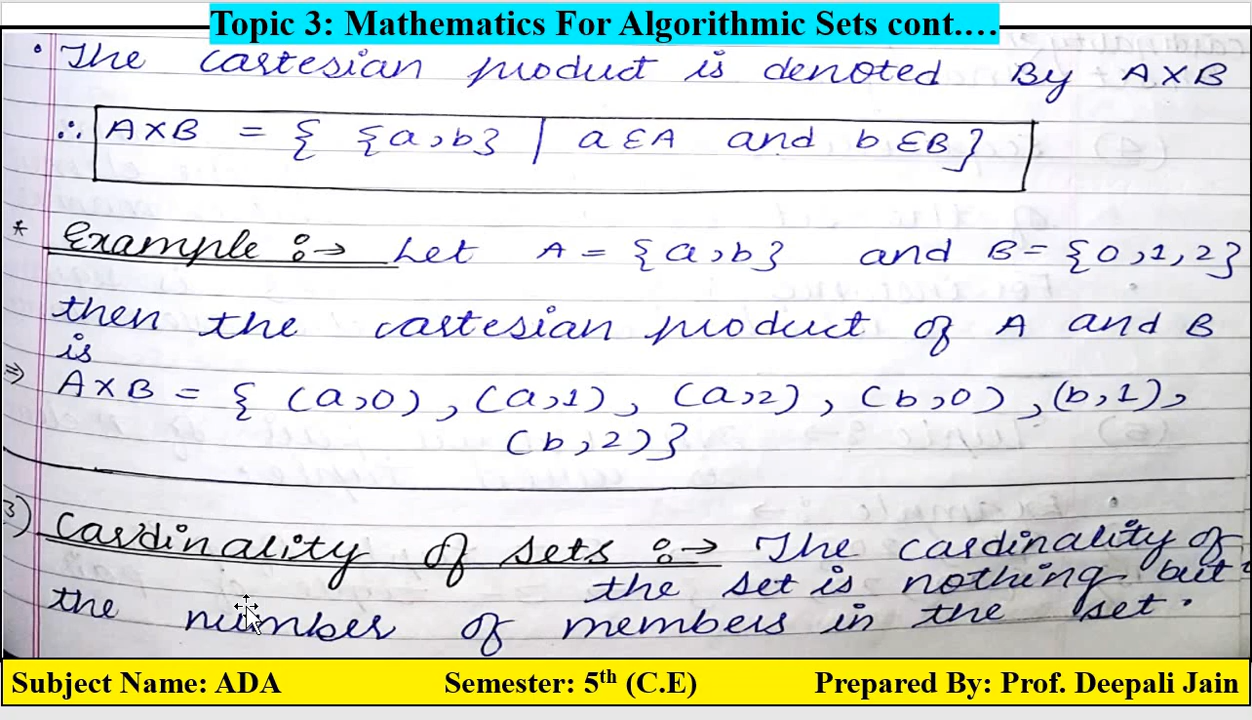 Topic 3: Mathematics For Algorithmic Sets cont.…
• The cartesian product is denoted By A×B
∴ A×B = { {a,b} | a ∈ A and b ∈ B}
* Example :→ Let A = {a,b} and B = {0,1,2}
then the cartesian product of A and B
is
⇒ A×B = { (a,0), (a,1), (a,2), (b,0), (b,1),
(b,2)}
3) Cardinality of sets :→ The cardinality of
the set is nothing but
the number of members in the set.
Subject Name: ADA Semester: 5th (C.E) Prepared By: Prof. Deepali Jain